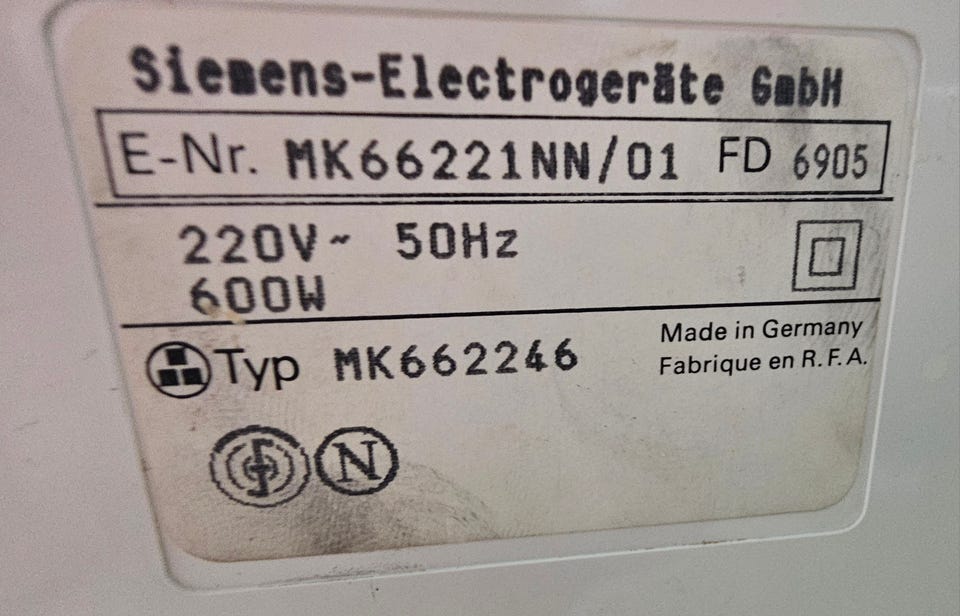 Siemens-Electrogeräte GmbH
E-Nr. MK66221NN/01 FD 6905
220V~ 50Hz
600W
Typ MK662246
Made in Germany
Fabrique en R.F.A.
N